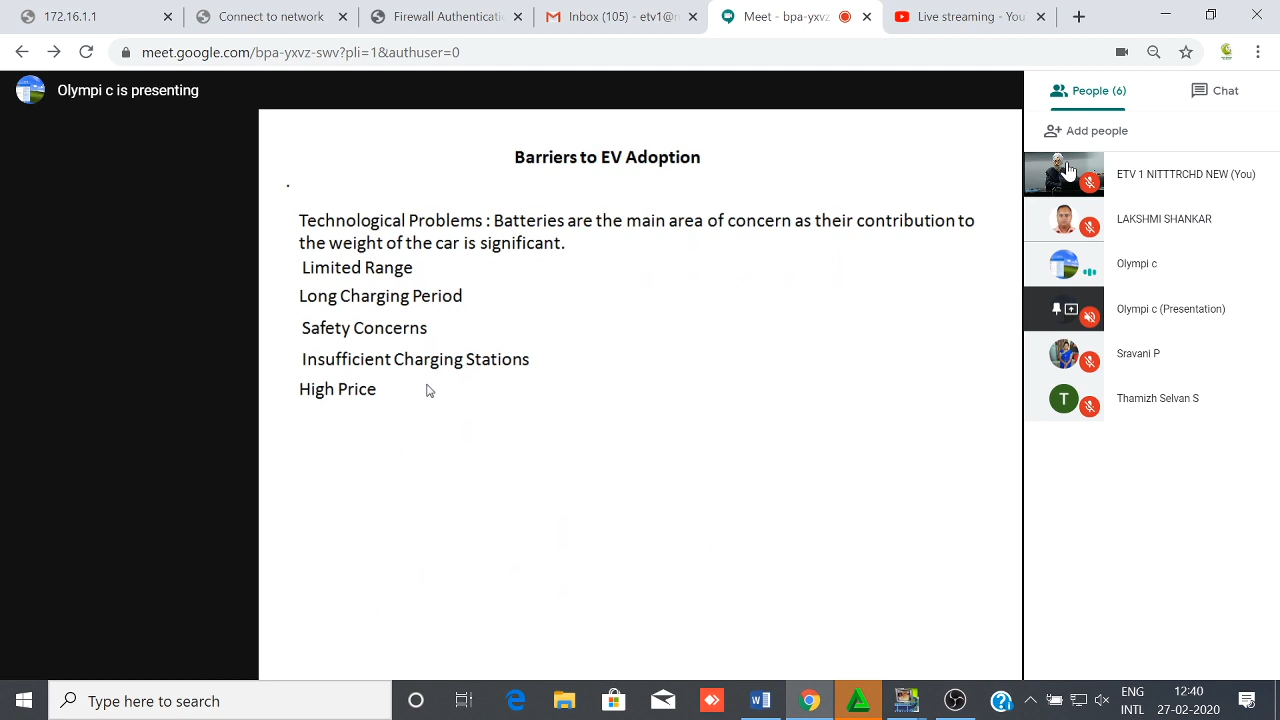 172.16.1.1
Connect to network
Firewall Authenticati
Inbox (105) - etv1@n
Meet - bpa-yxvz
Live streaming - You
meet.google.com/bpa-yxvz-swv?pli=1&authuser=0
Olympi c is presenting
People (6)
Chat
Add people
Barriers to EV Adoption
.
Technological Problems : Batteries are the main area of concern as their contribution to
the weight of the car is significant.
Limited Range
Long Charging Period
Safety Concerns
Insufficient Charging Stations
High Price
ETV 1 NITTTRCHD NEW (You)
LAKSHMI SHANKAR
Olympi c
Olympi c (Presentation)
Sravani P
T
Thamizh Selvan S
Type here to search
ENG
INTL
12:40
27-02-2020